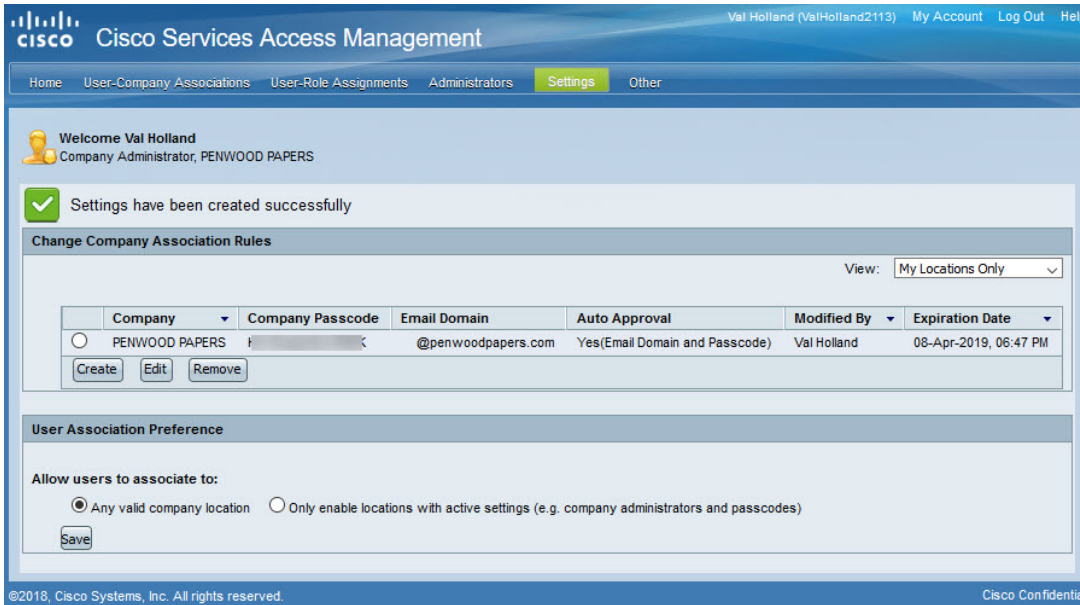 Val Holland (ValHolland2113) My Account Log Out
CISCO Cisco Services Access Management
Home User-Company Associations User-Role Assignments Administrators Settings Other
Welcome Val Holland
Company Administrator, PENWOOD PAPERS
Settings have been created successfully
Change Company Association Rules
View: My Locations Only
Company Company Passcode Email Domain Auto Approval Modified By Expiration Date
PENWOOD PAPERS @penwoodpapers.com Yes(Email Domain and Passcode) Val Holland 08-Apr-2019, 06:47 PM
Create Edit Remove
User Association Preference
Allow users to associate to:
Any valid company location Only enable locations with active settings (e.g. company administrators and passcodes)
Save
©2018, Cisco Systems, Inc. All rights reserved. Cisco